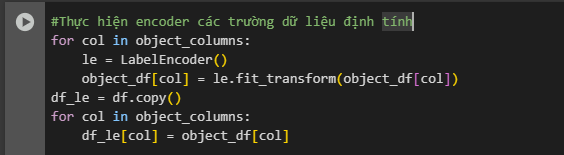 #Thực hiện encoder các trường dữ liệu định tính
for col in object_columns:
    le = LabelEncoder()
    object_df[col] = le.fit_transform(object_df[col])
df_le = df.copy()
for col in object_columns:
    df_le[col] = object_df[col]